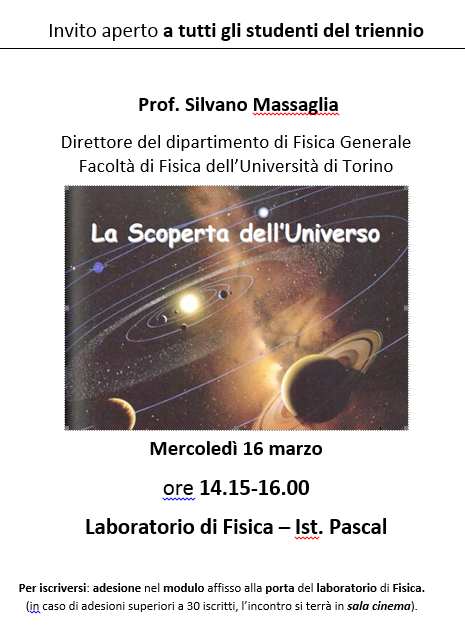 Invito aperto a tutti gli studenti del triennio
Prof. Silvano Massaglia
Direttore del dipartimento di Fisica Generale
Facoltà di Fisica dell'Università di Torino
La Scoperta dell'Universo
Mercoledì 16 marzo
ore 14.15-16.00
Laboratorio di Fisica – Ist. Pascal
Per iscriversi: adesione nel modulo affisso alla porta del laboratorio di Fisica.
(in caso di adesioni superiori a 30 iscritti, l'incontro si terrà in sala cinema).